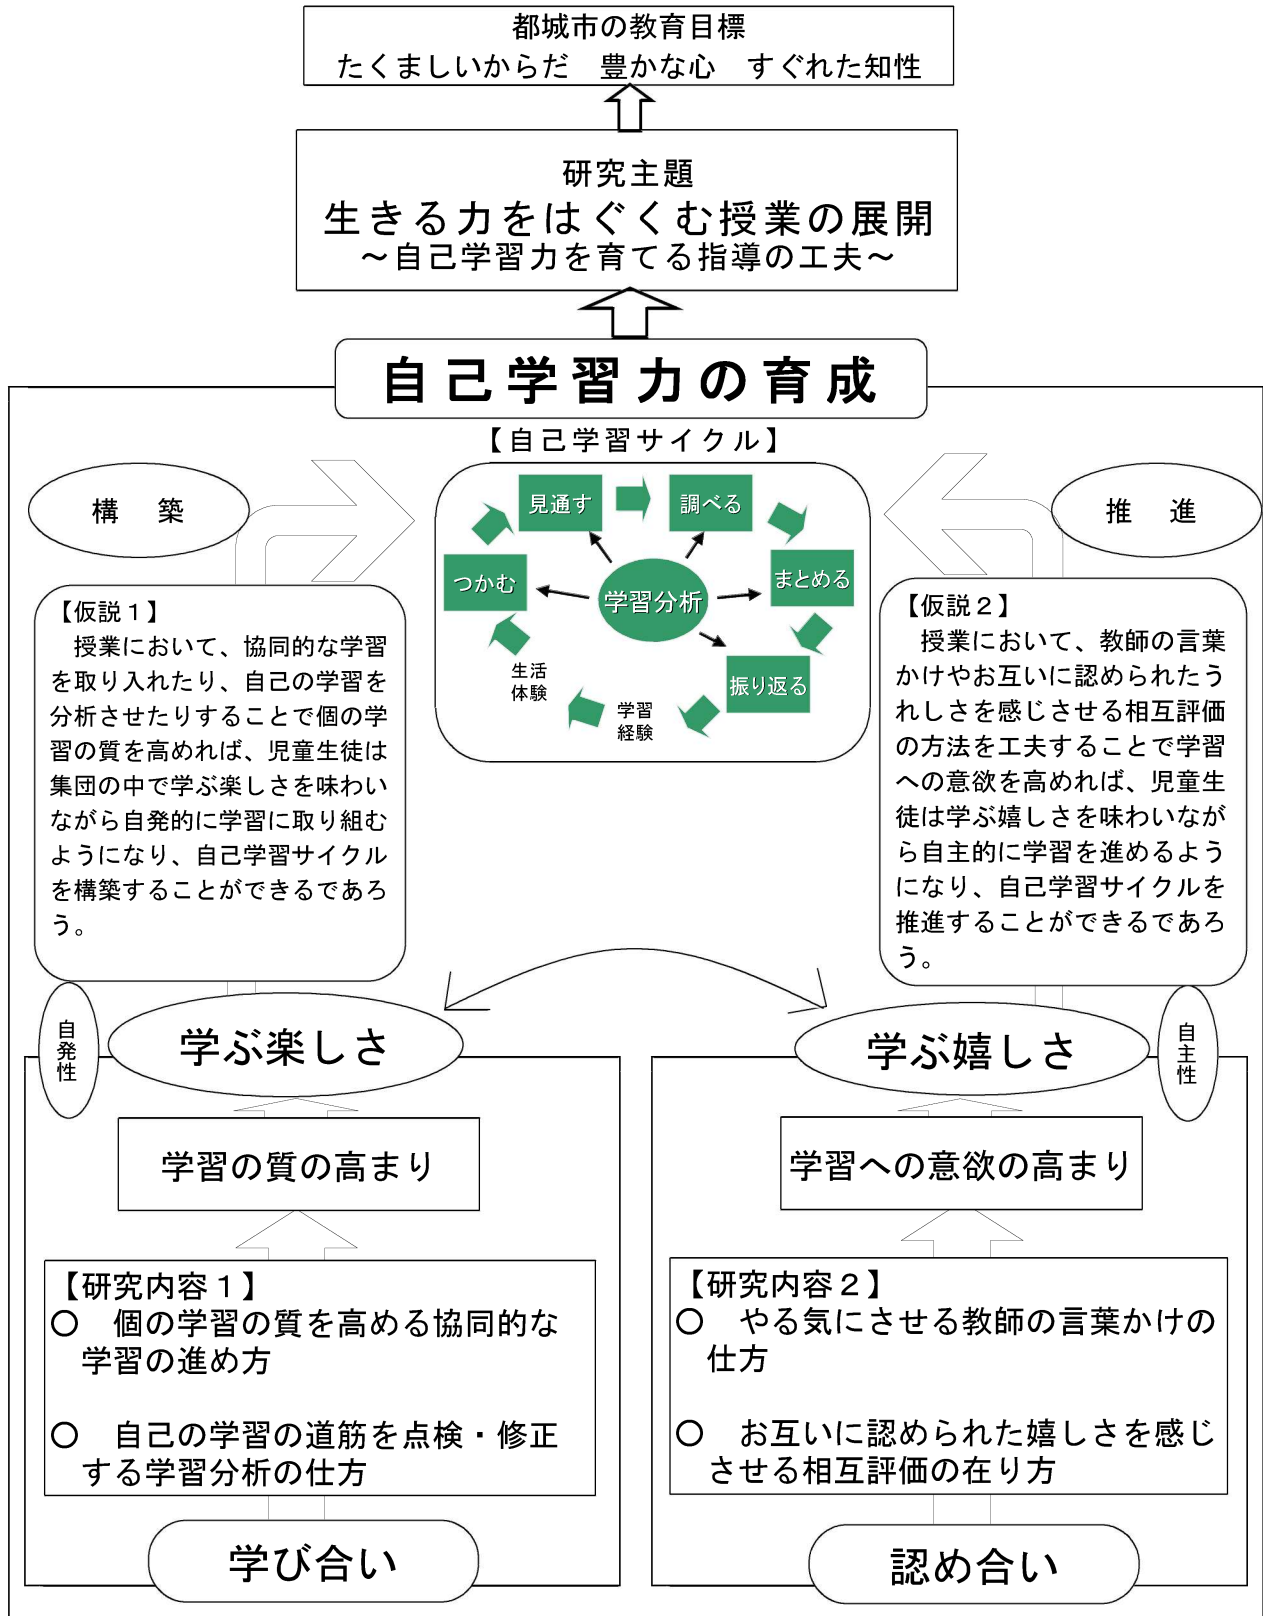 都城市の教育目標
たくましいからだ　豊かな心　すぐれた知性
研究主題
生きる力をはぐくむ授業の展開
～自己学習力を育てる指導の工夫～
自己学習力の育成
【自己学習サイクル】
構　築
推　進
見通す
調べる
つかむ
まとめる
学習分析
振り返る
生活
体験
学習
経験
【仮説１】
　授業において、協同的な学習
を取り入れたり、自己の学習を
分析させたりすることで個の学
習の質を高めれば、児童生徒は
集団の中で学ぶ楽しさを味わい
ながら自発的に学習に取り組む
ようになり、自己学習サイクル
を構築することができるであろ
う。
【仮説２】
　授業において、教師の言葉
かけやお互いに認められたう
れしさを感じさせる相互評価
の方法を工夫することで学習
への意欲を高めれば、児童生
徒は学ぶ嬉しさを味わいなが
ら自主的に学習を進めるよう
になり、自己学習サイクルを
推進することができるであろ
う。
自発性
学ぶ楽しさ
学ぶ嬉しさ
自主性
学習の質の高まり
学習への意欲の高まり
【研究内容１】
○　個の学習の質を高める協同的な
学習の進め方
○　自己の学習の道筋を点検・修正
する学習分析の仕方
【研究内容２】
○　やる気にさせる教師の言葉かけの
仕方
○　お互いに認められた嬉しさを感じ
させる相互評価の在り方
学び合い
認め合い